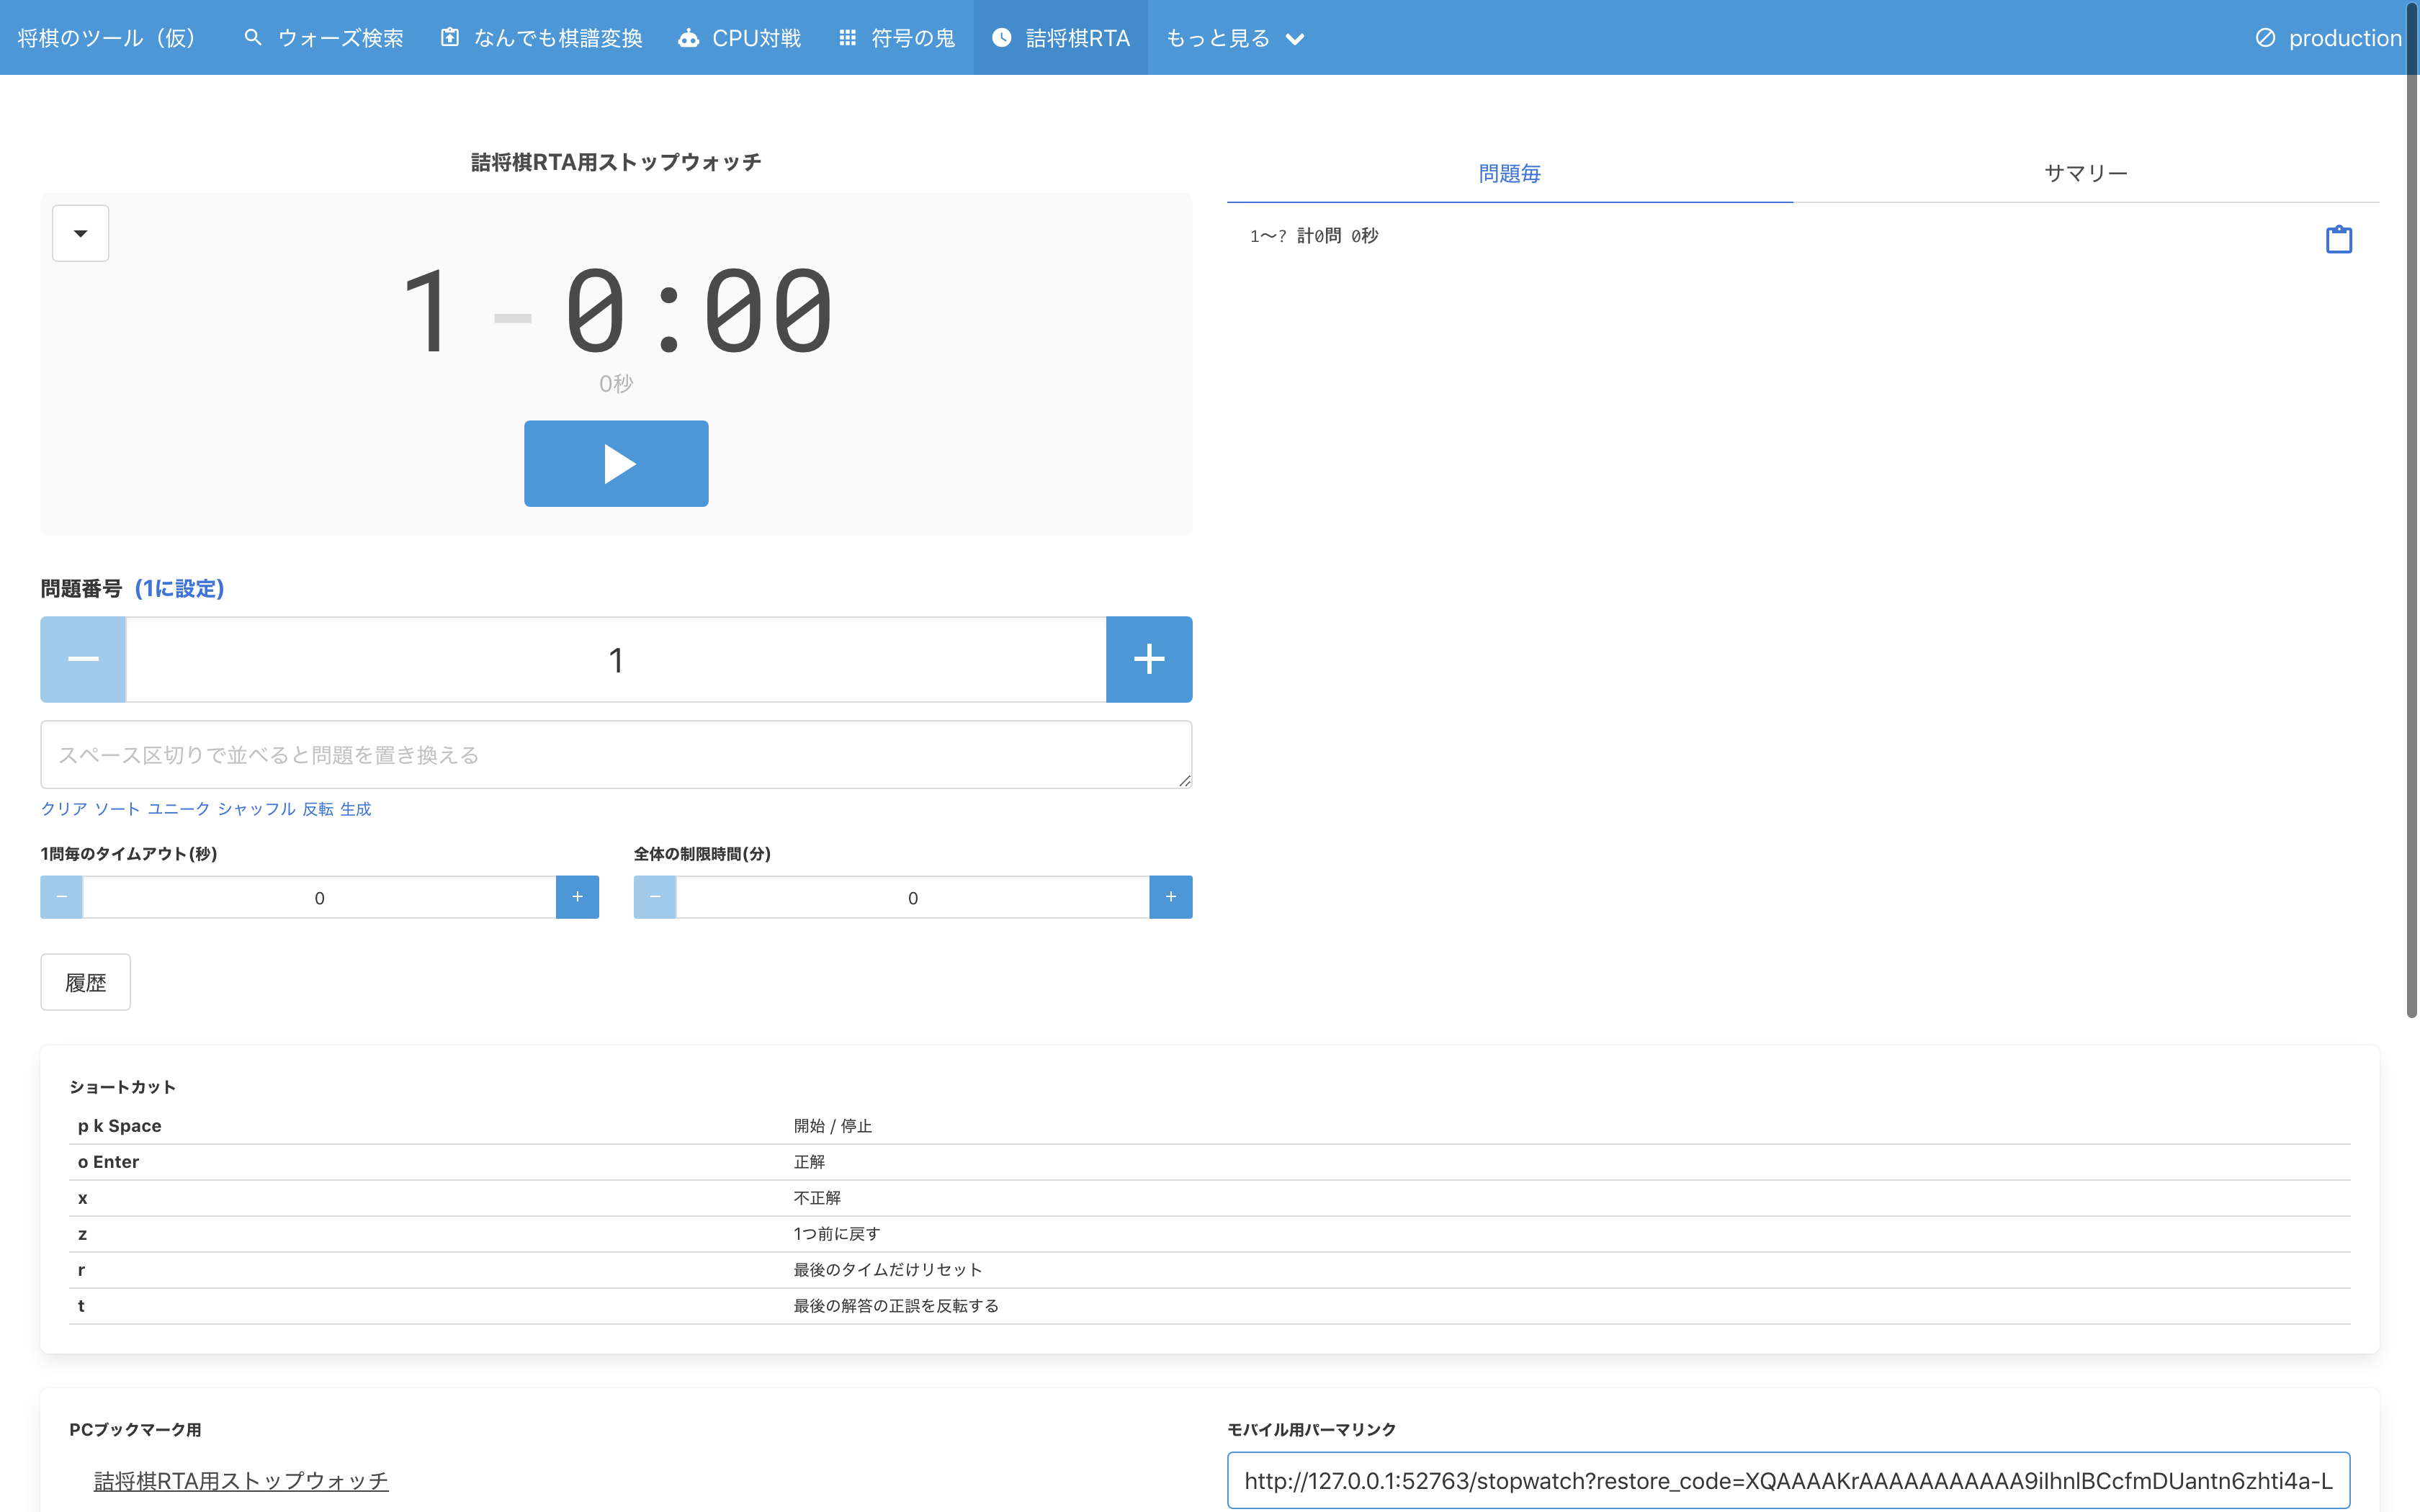 将棋のツール（仮） ウォーズ検索 なんでも棋譜変換 CPU対戦 符号の鬼 詰将棋RTA もっと見る production
詰将棋RTA用ストップウォッチ
1 - 0:00
0秒
問題番号 (1に設定)
1
スペース区切りで並べると問題を置き換える
クリア ソート ユニーク シャッフル 反転 生成
1問毎のタイムアウト(秒) 全体の制限時間(分)
0 0
履歴
問題毎 サマリー
1〜? 計0問 0秒
ショートカット
p k Space 開始 / 停止
o Enter 正解
x 不正解
z 1つ前に戻す
r 最後のタイムだけリセット
t 最後の解答の正誤を反転する
PCブックマーク用
詰将棋RTA用ストップウォッチ
モバイル用パーマリンク
http://127.0.0.1:52763/stopwatch?restore_code=XQAAAAKrAAAAAAAAAAA9iIhnlBCcfmDUantn6zhti4a-L